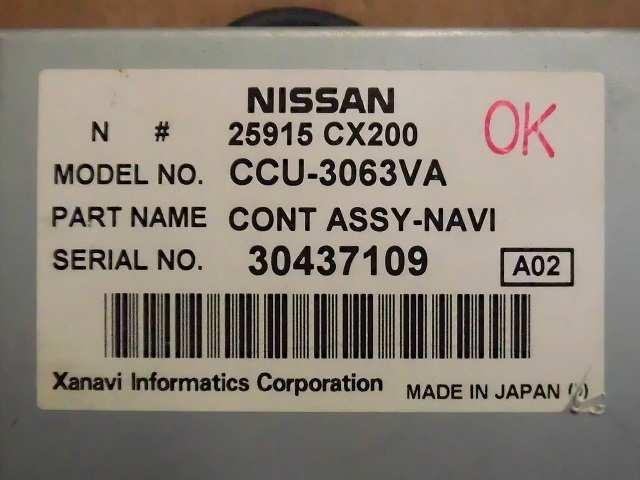 NISSAN
N # 25915 CX200
OK
MODEL NO. CCU-3063VA
PART NAME CONT ASSY-NAVI
SERIAL NO. 30437109
A02
Xanavi Informatics Corporation
MADE IN JAPAN